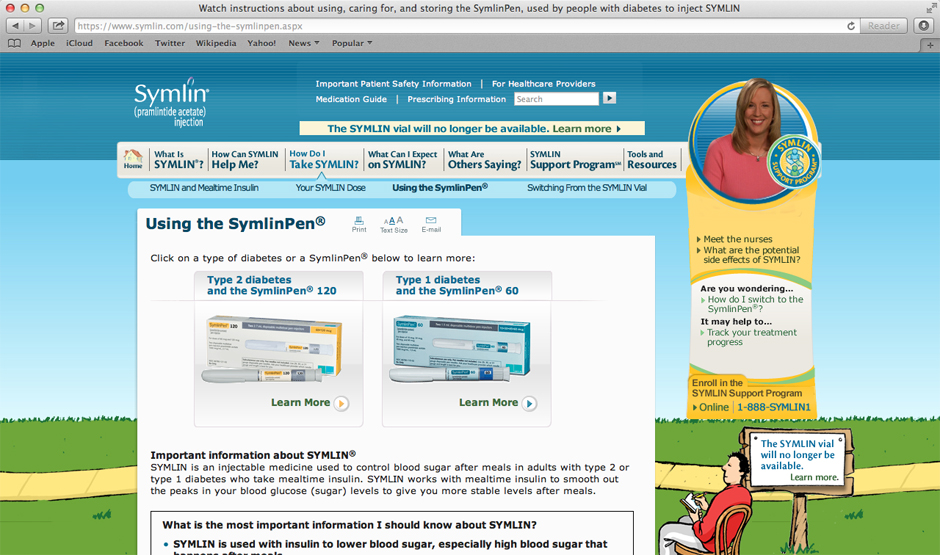 Watch instructions about using, caring for, and storing the SymlinPen, used by people with diabetes to inject SYMLIN
https://www.symlin.com/using-the-symlinpen.aspx
Reader
Apple iCloud Facebook Twitter Wikipedia Yahoo! News Popular
Symlin®
(pramlintide acetate)
injection
Important Patient Safety Information | For Healthcare Providers
Medication Guide | Prescribing Information Search
The SYMLIN vial will no longer be available. Learn more
Home
What Is
SYMLIN®?
How Can SYMLIN
Help Me?
How Do I
Take SYMLIN?
What Can I Expect
on SYMLIN?
What Are
Others Saying?
SYMLIN
Support Program℠
Tools and
Resources
SYMLIN and Mealtime Insulin Your SYMLIN Dose Using the SymlinPen® Switching From the SYMLIN Vial
SYMLIN
SUPPORT PROGRAM
Using the SymlinPen®
Print
AAA
Text Size
E-mail
Click on a type of diabetes or a SymlinPen® below to learn more:
Type 2 diabetes
and the SymlinPen® 120
SymlinPen® 120
120
Learn More
Type 1 diabetes
and the SymlinPen® 60
SymlinPen® 60
60
Learn More
Important information about SYMLIN®
SYMLIN is an injectable medicine used to control blood sugar after meals in adults with type 2 or
type 1 diabetes who take mealtime insulin. SYMLIN works with mealtime insulin to smooth out
the peaks in your blood glucose (sugar) levels to give you more stable levels after meals.
What is the most important information I should know about SYMLIN?
• SYMLIN is used with insulin to lower blood sugar, especially high blood sugar that
happens after meals
Meet the nurses
What are the potential
side effects of SYMLIN?
Are you wondering...
How do I switch to the
SymlinPen®?
It may help to...
Track your treatment
progress
Enroll in the
SYMLIN Support Program
Online | 1-888-SYMLIN1
The SYMLIN vial
will no longer be
available.
Learn more.